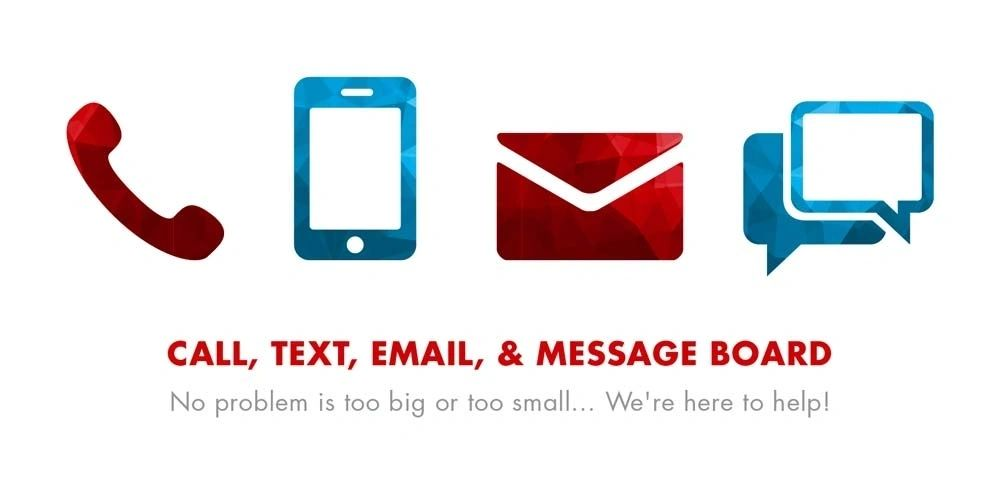 CALL, TEXT, EMAIL, & MESSAGE BOARD
No problem is too big or too small... We're here to help!